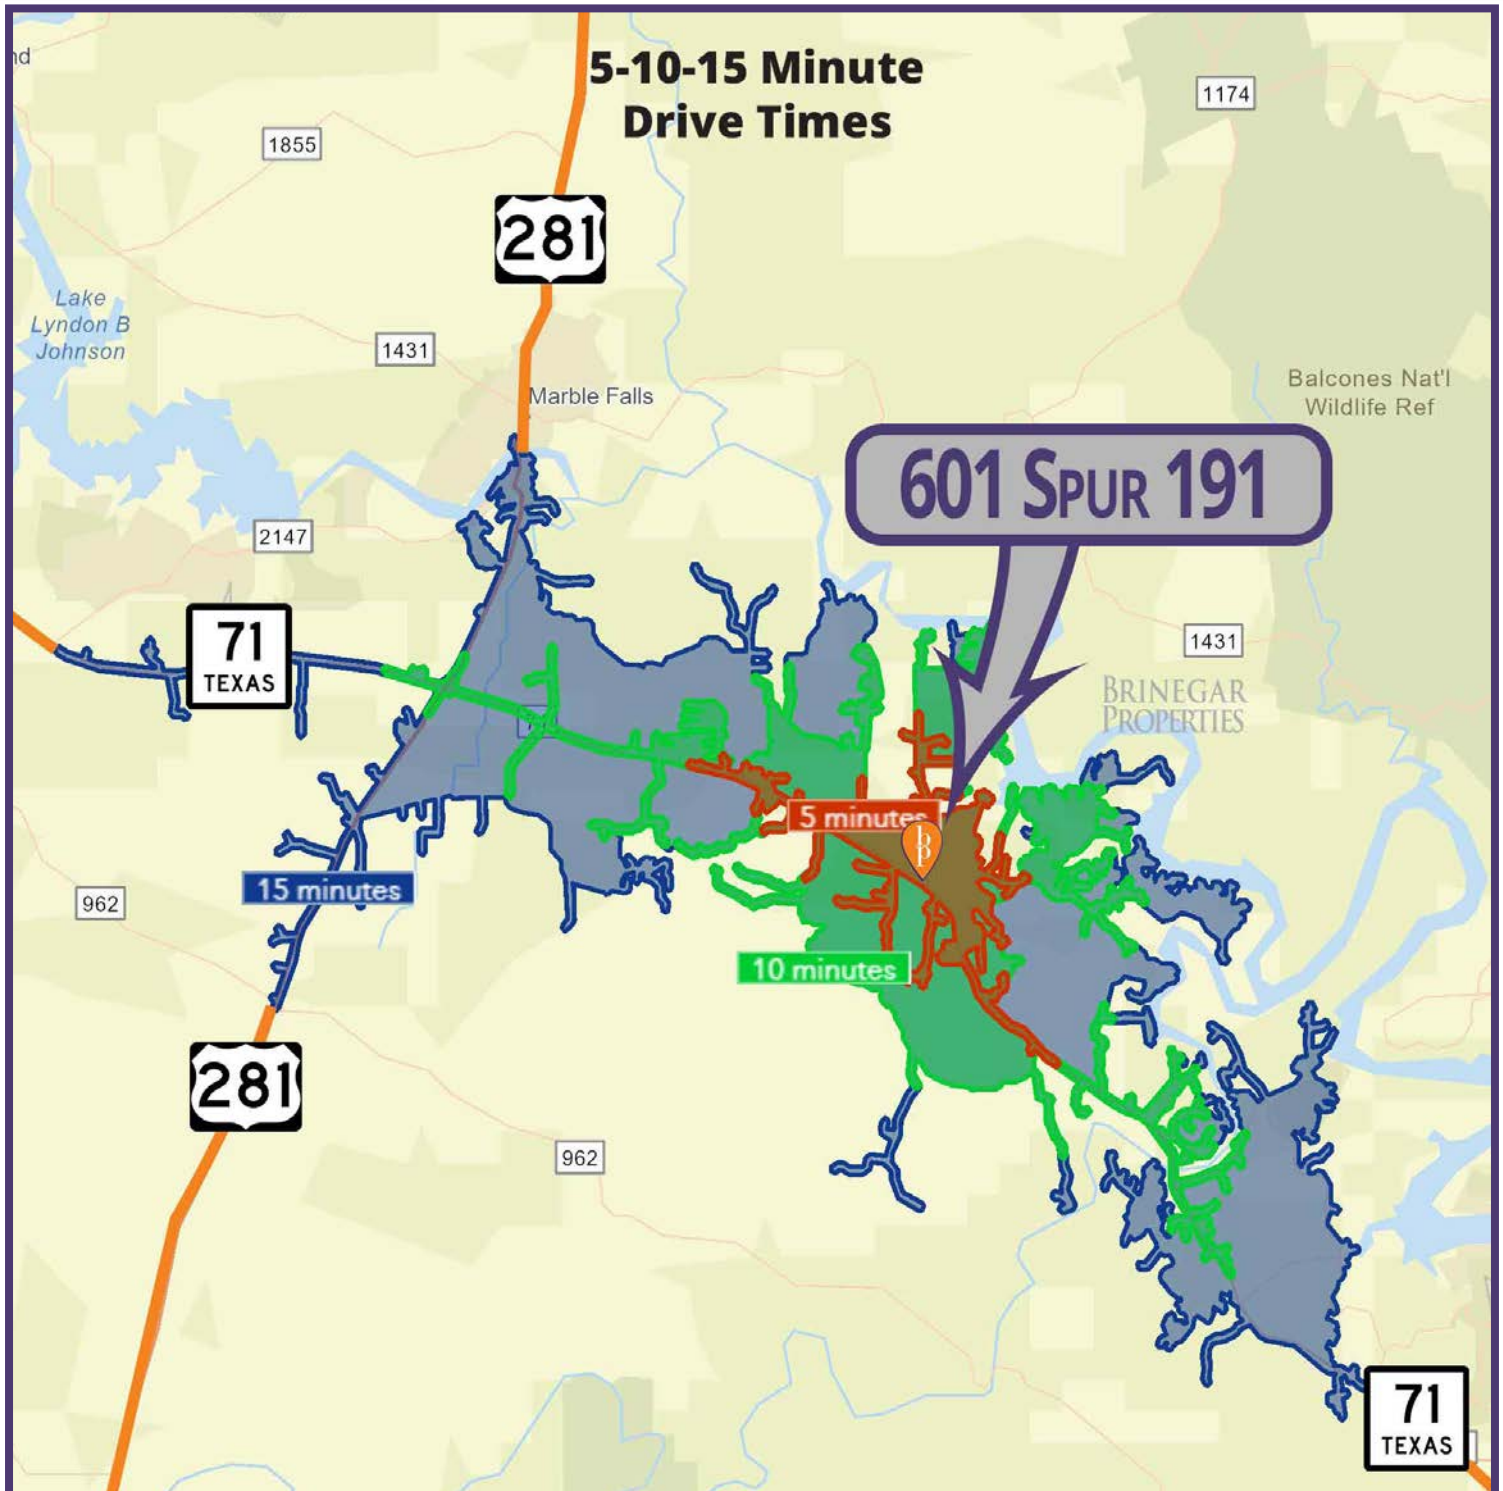 5-10-15 Minute
Drive Times
nd
1174
1855
281
Lake
Lyndon B
Johnson
1431
Marble Falls
Balcones Nat'l
Wildlife Ref
601 SPUR 191
2147
71
TEXAS
1431
BRINEGAR
PROPERTIES
5 minutes
15 minutes
962
10 minutes
281
962
71
TEXAS